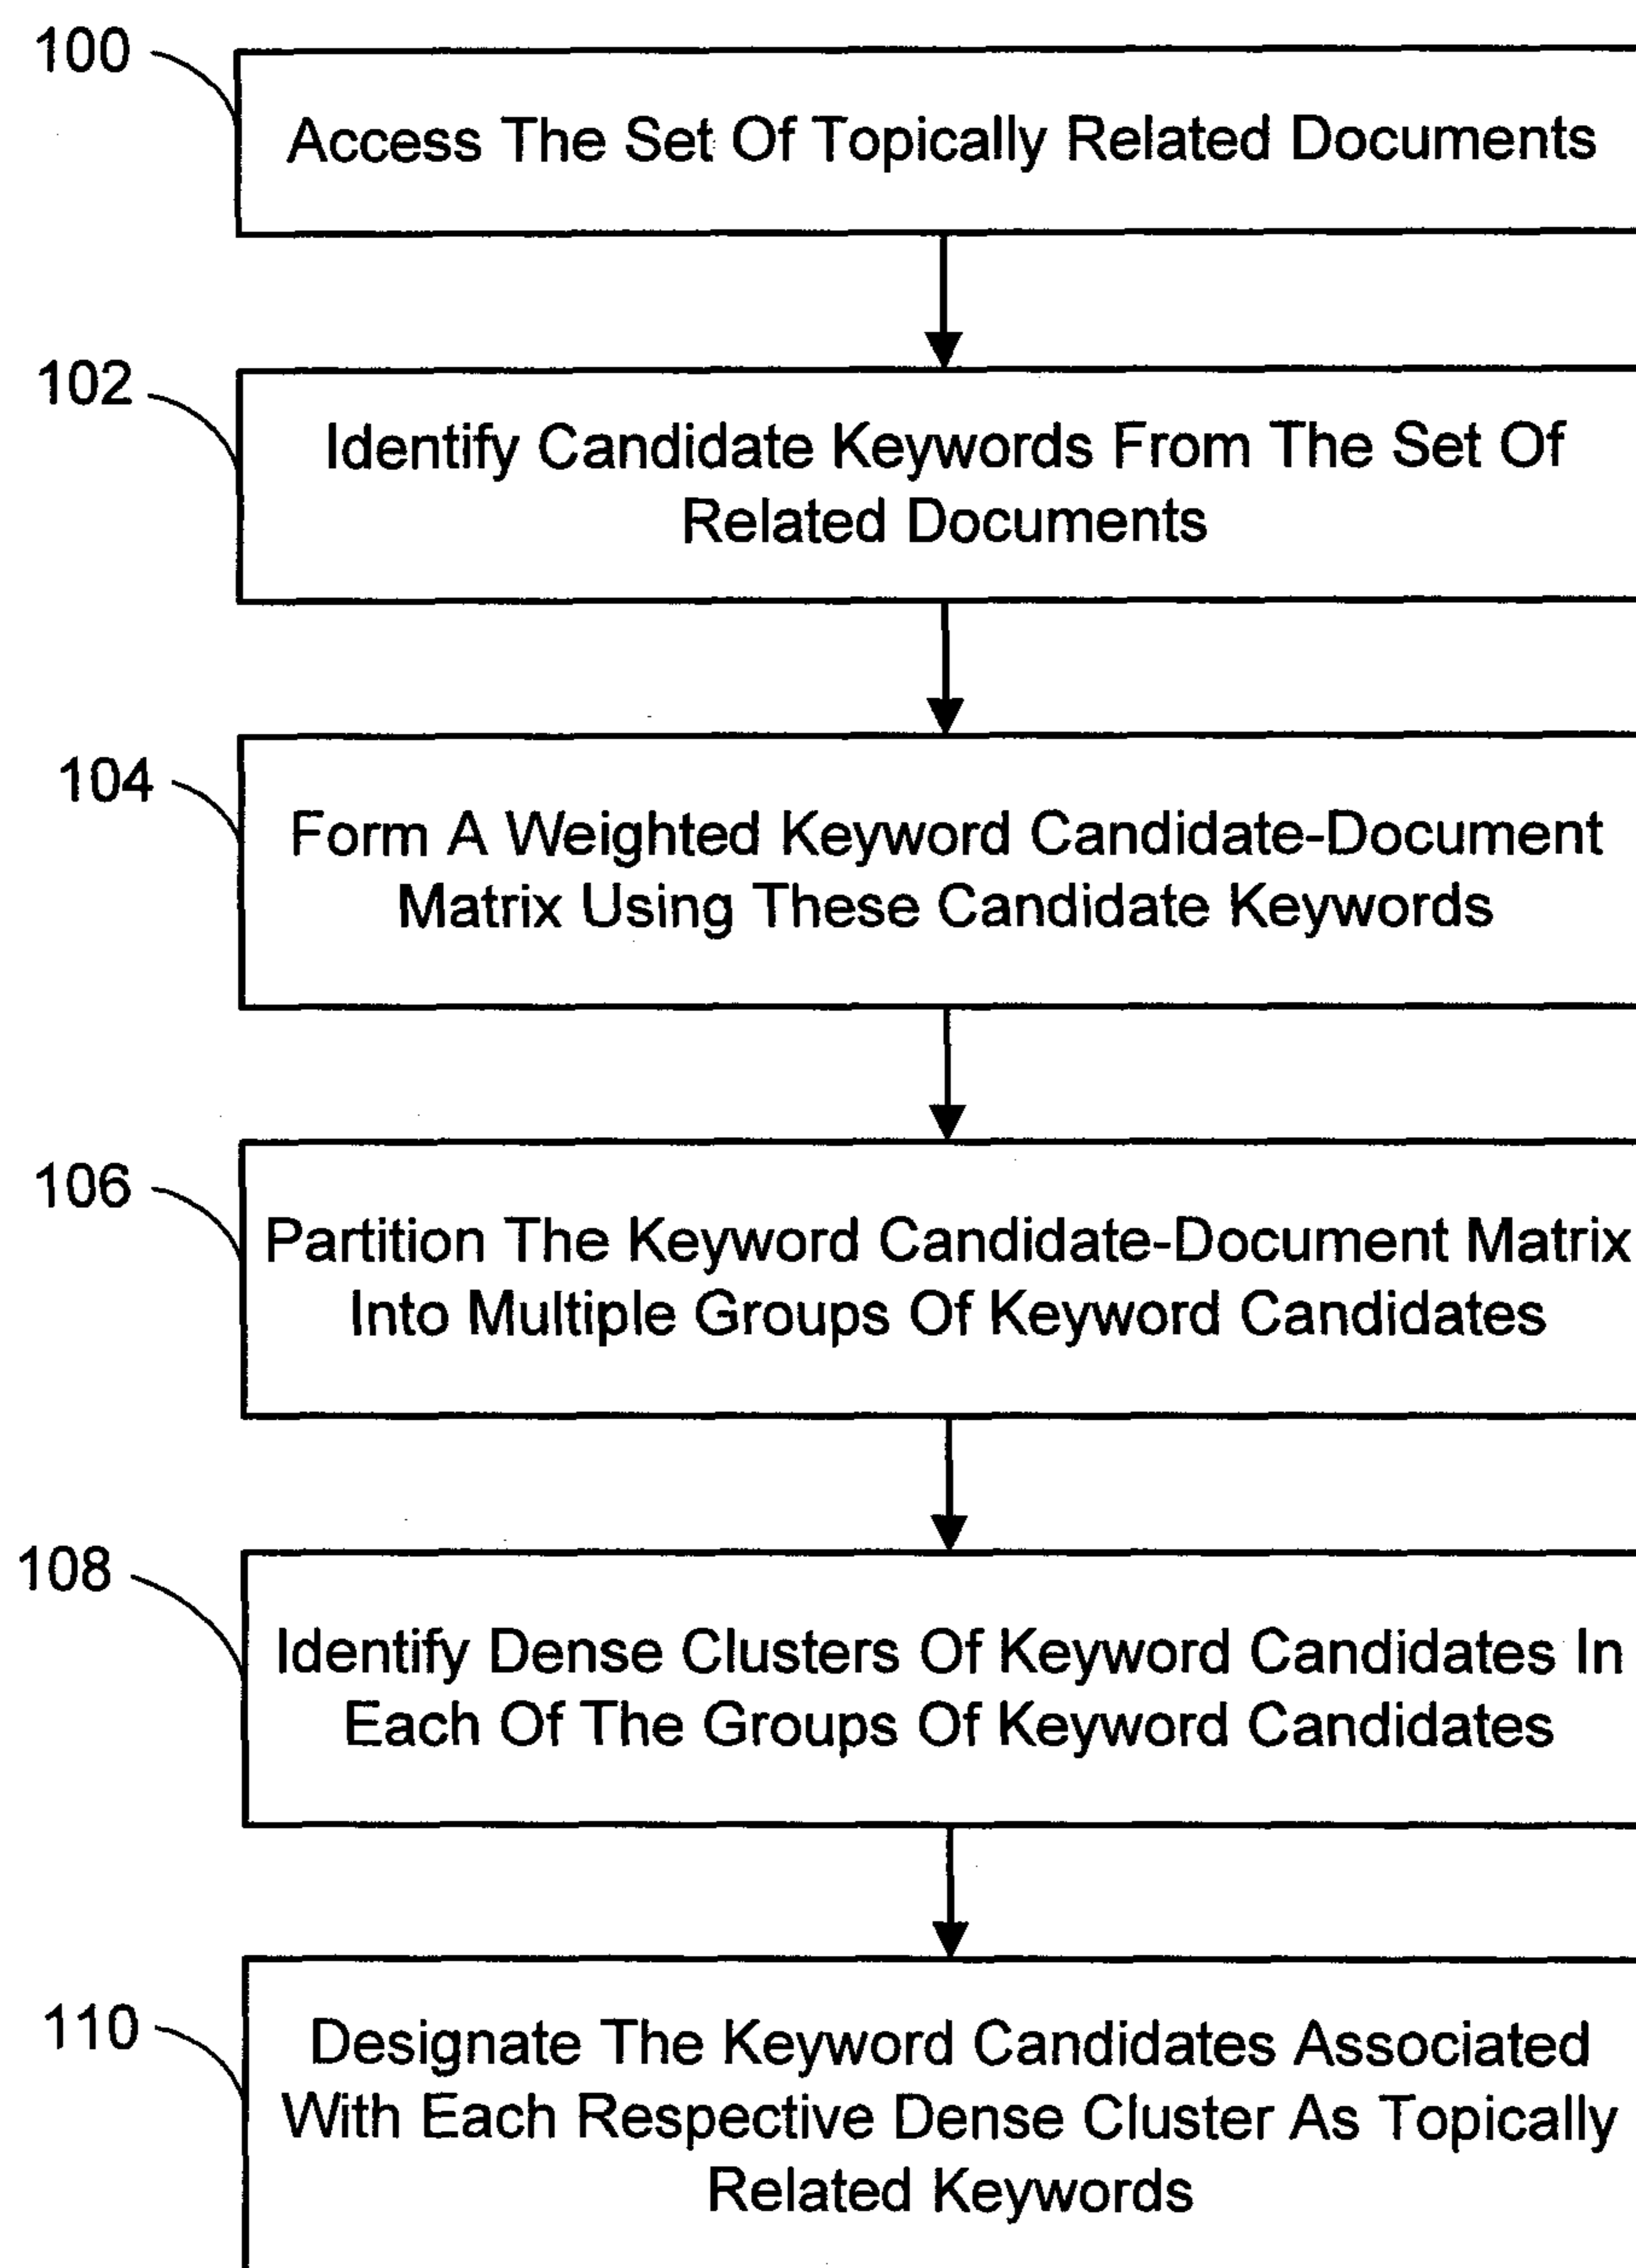 100
Access The Set Of Topically Related Documents
102
Identify Candidate Keywords From The Set Of
Related Documents
104
Form A Weighted Keyword Candidate-Document
Matrix Using These Candidate Keywords
106
Partition The Keyword Candidate-Document Matrix
Into Multiple Groups Of Keyword Candidates
108
Identify Dense Clusters Of Keyword Candidates In
Each Of The Groups Of Keyword Candidates
110
Designate The Keyword Candidates Associated
With Each Respective Dense Cluster As Topically
Related Keywords